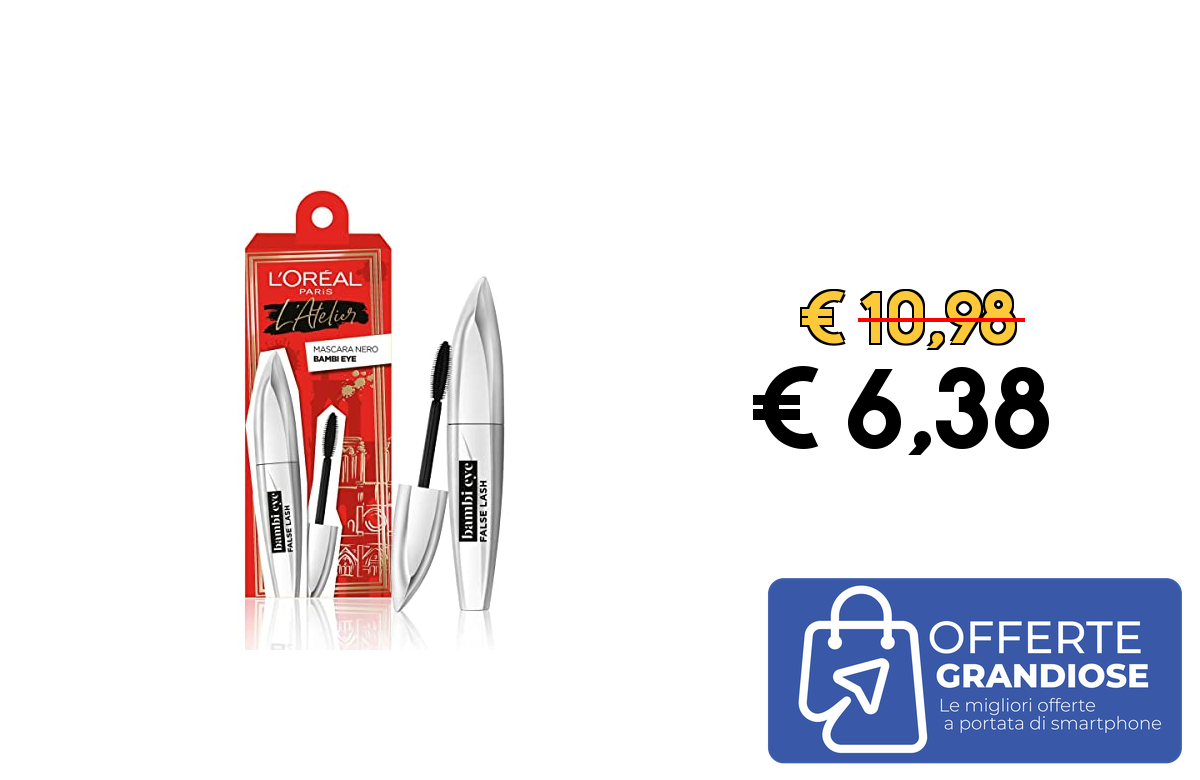 L'ORÉAL
PARIS
L'Atelier
MASCARA NERO
BAMBI EYE
bambi eye
FALSE LASH
bambi eye
FALSE LASH
€ 10,98
€ 6,38
OFFERTE
GRANDIOSE
Le migliori offerte
a portata di smartphone